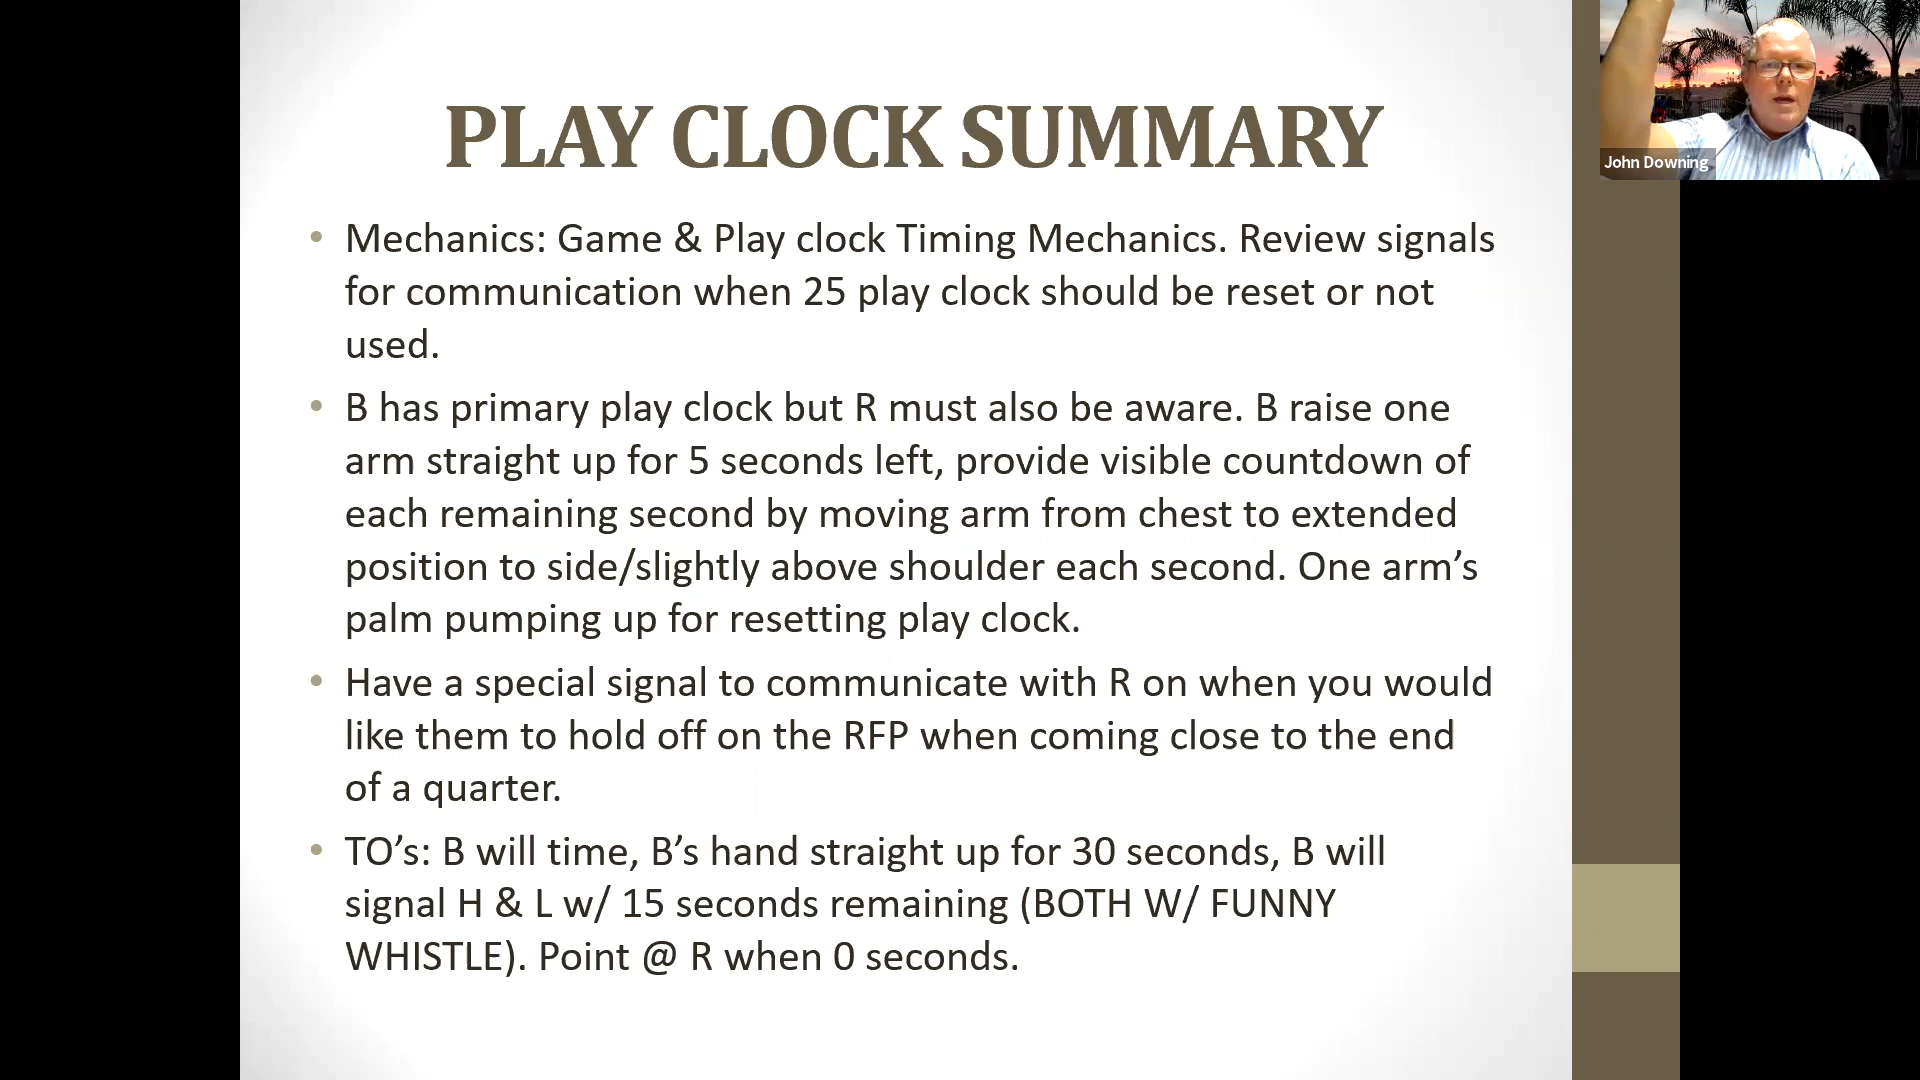 PLAY CLOCK SUMMARY
• Mechanics: Game & Play clock Timing Mechanics. Review signals
for communication when 25 play clock should be reset or not
used.
• B has primary play clock but R must also be aware. B raise one
arm straight up for 5 seconds left, provide visible countdown of
each remaining second by moving arm from chest to extended
position to side/slightly above shoulder each second. One arm’s
palm pumping up for resetting play clock.
• Have a special signal to communicate with R on when you would
like them to hold off on the RFP when coming close to the end
of a quarter.
• TO’s: B will time, B’s hand straight up for 30 seconds, B will
signal H & L w/ 15 seconds remaining (BOTH W/ FUNNY
WHISTLE). Point @ R when 0 seconds.
John Downing